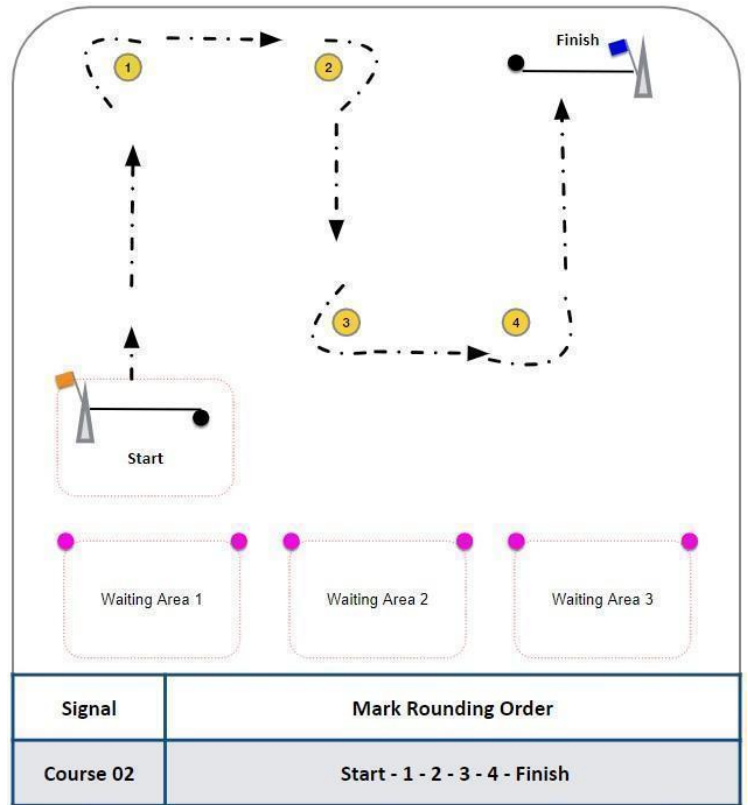 Finish
1
2
3
4
Start
Waiting Area 1
Waiting Area 2
Waiting Area 3
Signal
Mark Rounding Order
Course 02
Start - 1 - 2 - 3 - 4 - Finish